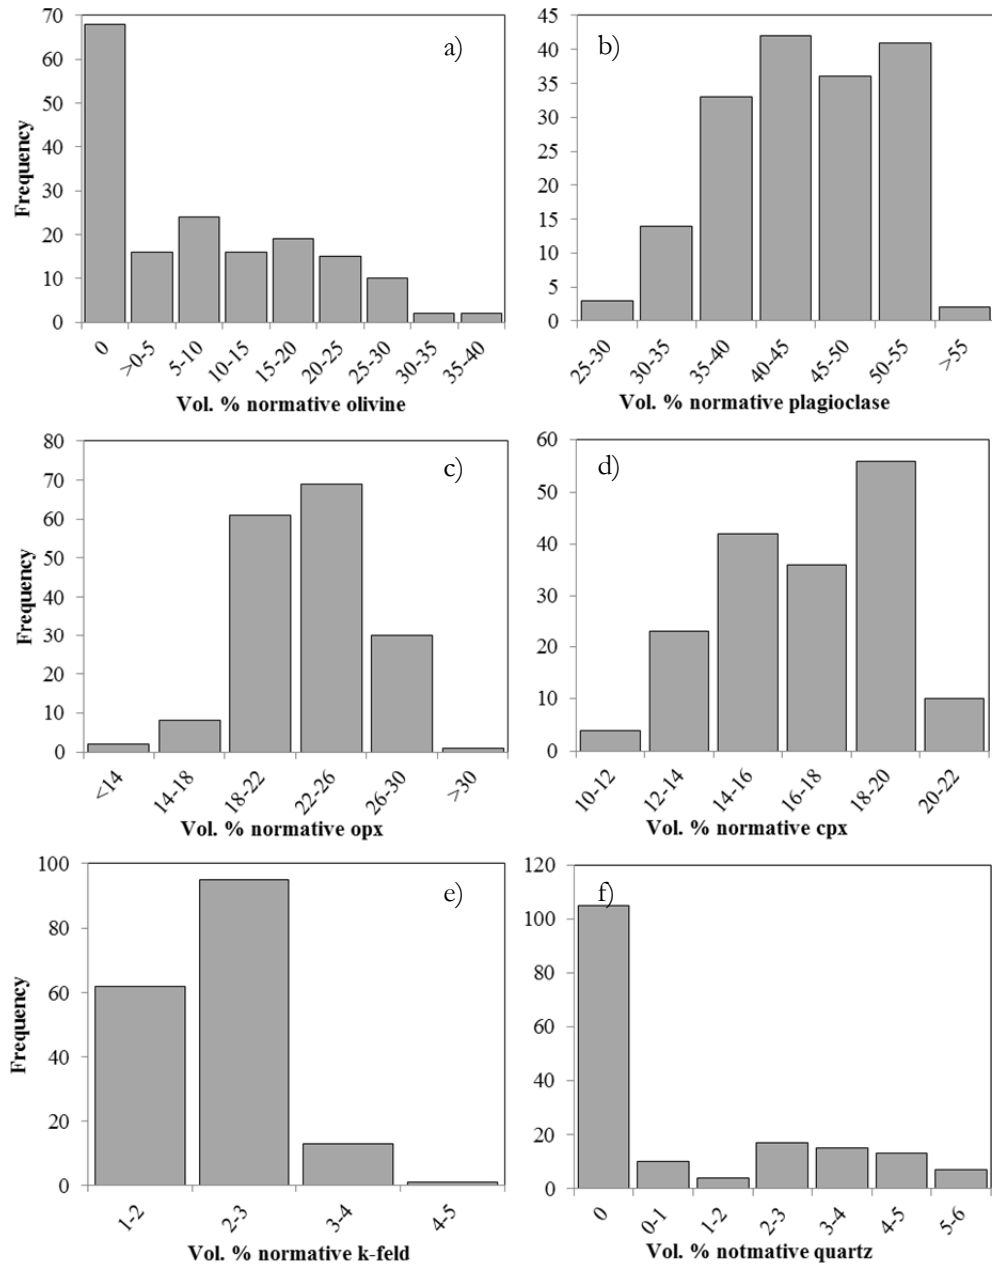 a)
70
60
50
40
30
20
10
0
Frequency
0 >0-5 5-10 10-15 15-20 20-25 25-30 30-35 35-40
Vol. % normative olivine
b)
45
40
35
30
25
20
15
10
5
0
25-30 30-35 35-40 40-45 45-50 50-55 >55
Vol. % normative plagioclase
c)
80
70
60
50
40
30
20
10
0
Frequency
<14 14-18 18-22 22-26 26-30 >30
Vol. % normative opx
d)
60
50
40
30
20
10
0
10-12 12-14 14-16 16-18 18-20 20-22
Vol. % normative cpx
e)
100
80
60
40
20
0
Frequency
1-2 2-3 3-4 4-5
Vol. % normative k-feld
f)
120
100
80
60
40
20
0
0 0-1 1-2 2-3 3-4 4-5 5-6
Vol. % notmative quartz